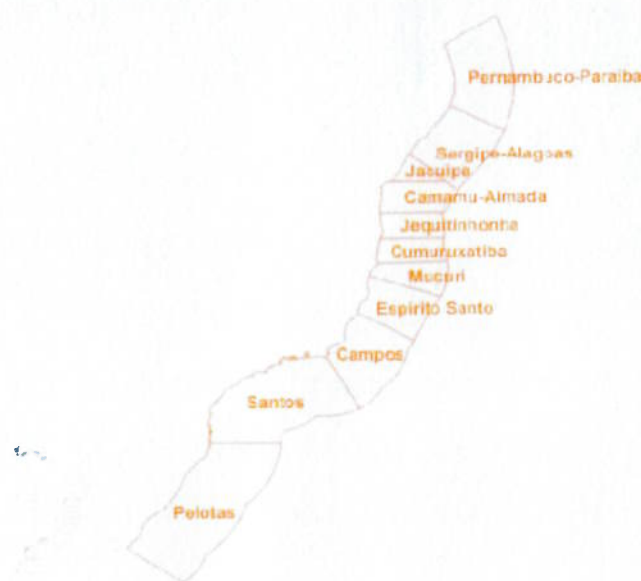 Pernambuco-Paraiba
Sergipe-Alagoas
Jacuipe
Camamu-Almada
Jequitinhonha
Cumuruxatiba
Mucuri
Espirito Santo
Campos
Santos
Pelotas